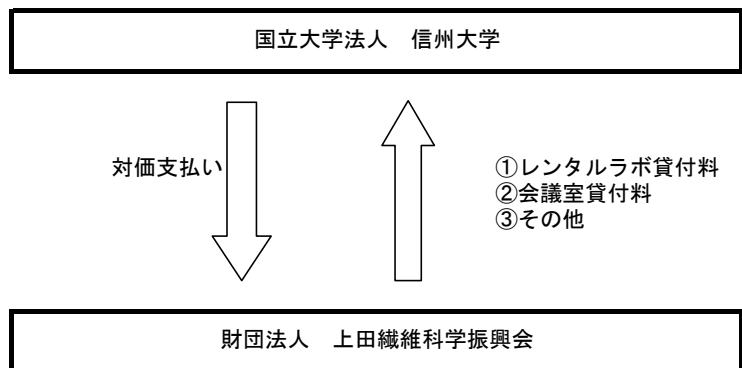 国立大学法人　信州大学
対価支払い
①レンタルラボ貸付料
②会議室貸付料
③その他
財団法人　上田繊維科学振興会